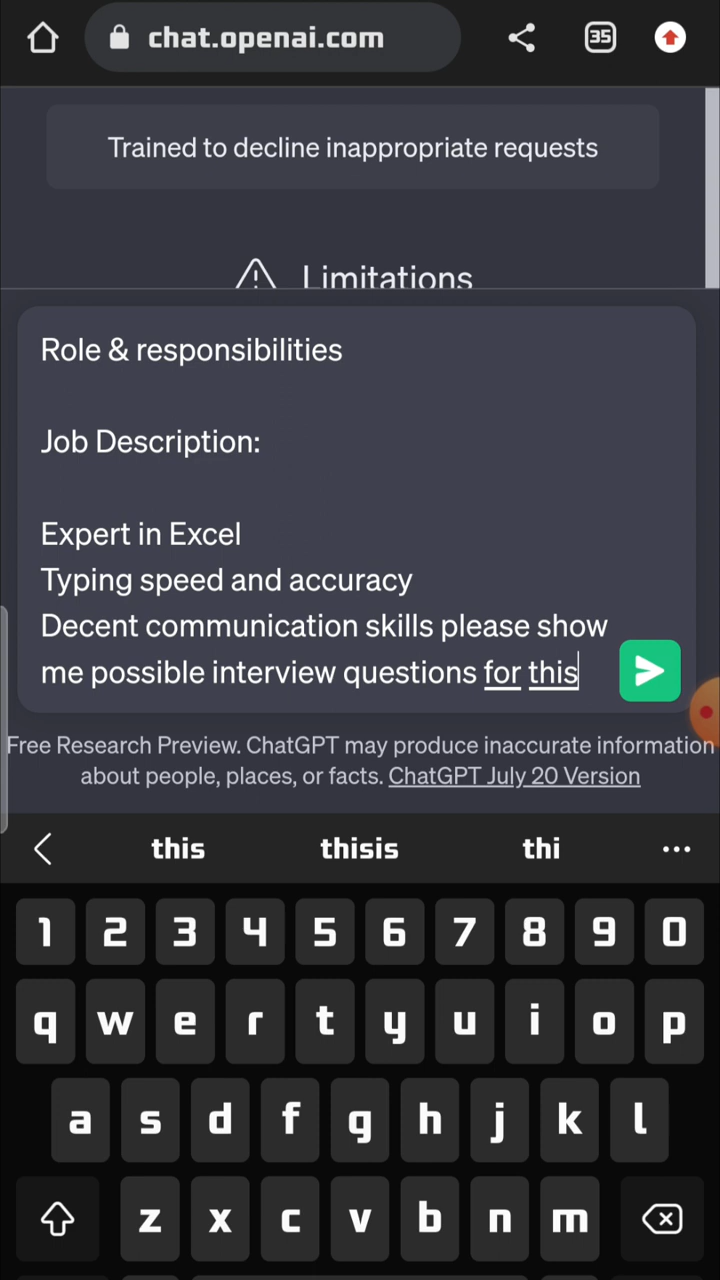 chat.openai.com
35
Trained to decline inappropriate requests
Limitations
Role & responsibilities
Job Description:
Expert in Excel
Typing speed and accuracy
Decent communication skills please show
me possible interview questions for this
Free Research Preview. ChatGPT may produce inaccurate information
about people, places, or facts. ChatGPT July 20 Version
this thisis thi
1 2 3 4 5 6 7 8 9 0
q w e r t y u i o p
a s d f g h j k l
z x c v b n m